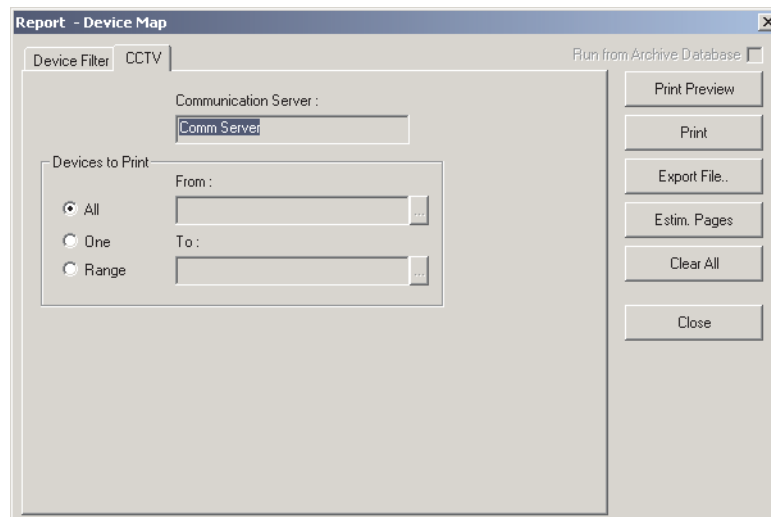 Report - Device Map
Device Filter
CCTV
Run from Archive Database
Communication Server :
Comm Server
Devices to Print
From :
All
...
One
To :
Range
...
Print Preview
Print
Export File..
Estim. Pages
Clear All
Close